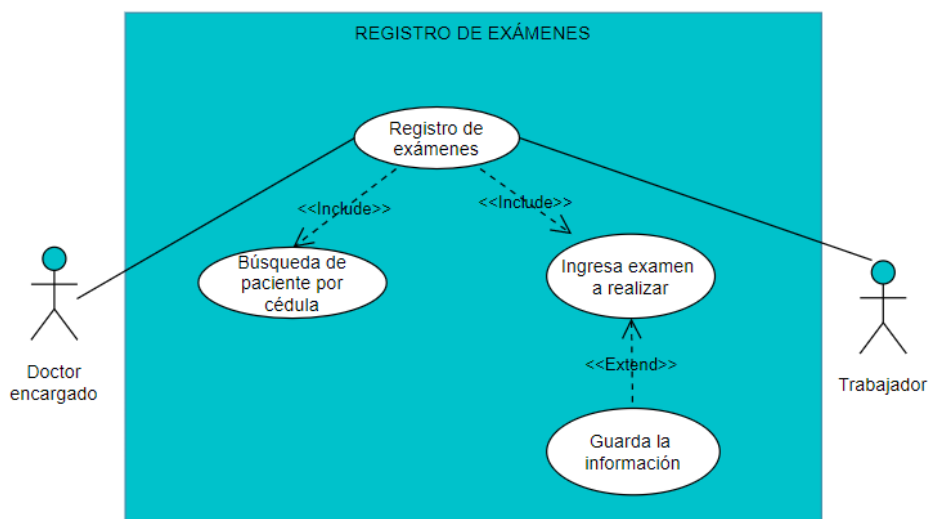 REGISTRO DE EXÁMENES
Registro de
exámenes
<<Include>>
<<Include>>
Búsqueda de
paciente por
cédula
Ingresa examen
a realizar
<<Extend>>
Doctor
encargado
Trabajador
Guarda la
información